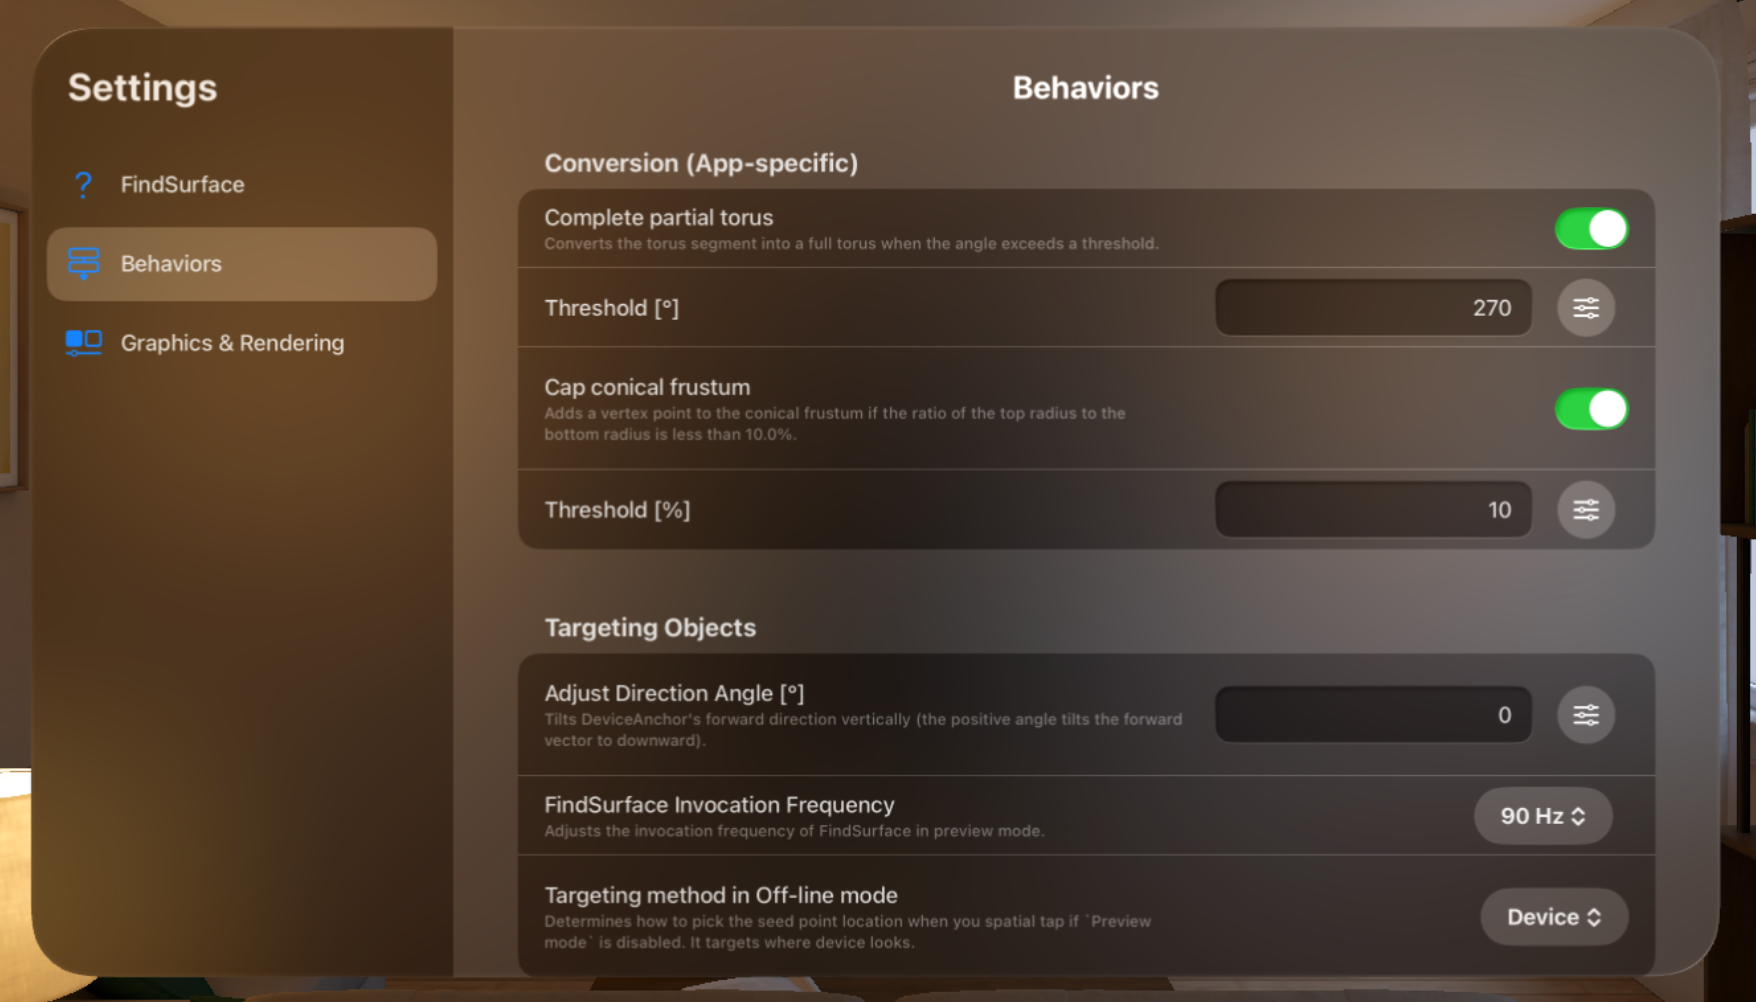 Settings
FindSurface
Behaviors
Graphics & Rendering
Behaviors
Conversion (App-specific)
Complete partial torus
Converts the torus segment into a full torus when the angle exceeds a threshold.
Threshold [°]
270
Cap conical frustum
Adds a vertex point to the conical frustum if the ratio of the top radius to the
bottom radius is less than 10.0%.
Threshold [%]
10
Targeting Objects
Adjust Direction Angle [°]
Tilts DeviceAnchor's forward direction vertically (the positive angle tilts the forward
vector to downward).
0
FindSurface Invocation Frequency
Adjusts the invocation frequency of FindSurface in preview mode.
90 Hz
Targeting method in Off-line mode
Determines how to pick the seed point location when you spatial tap if `Preview
mode` is disabled. It targets where device looks.
Device